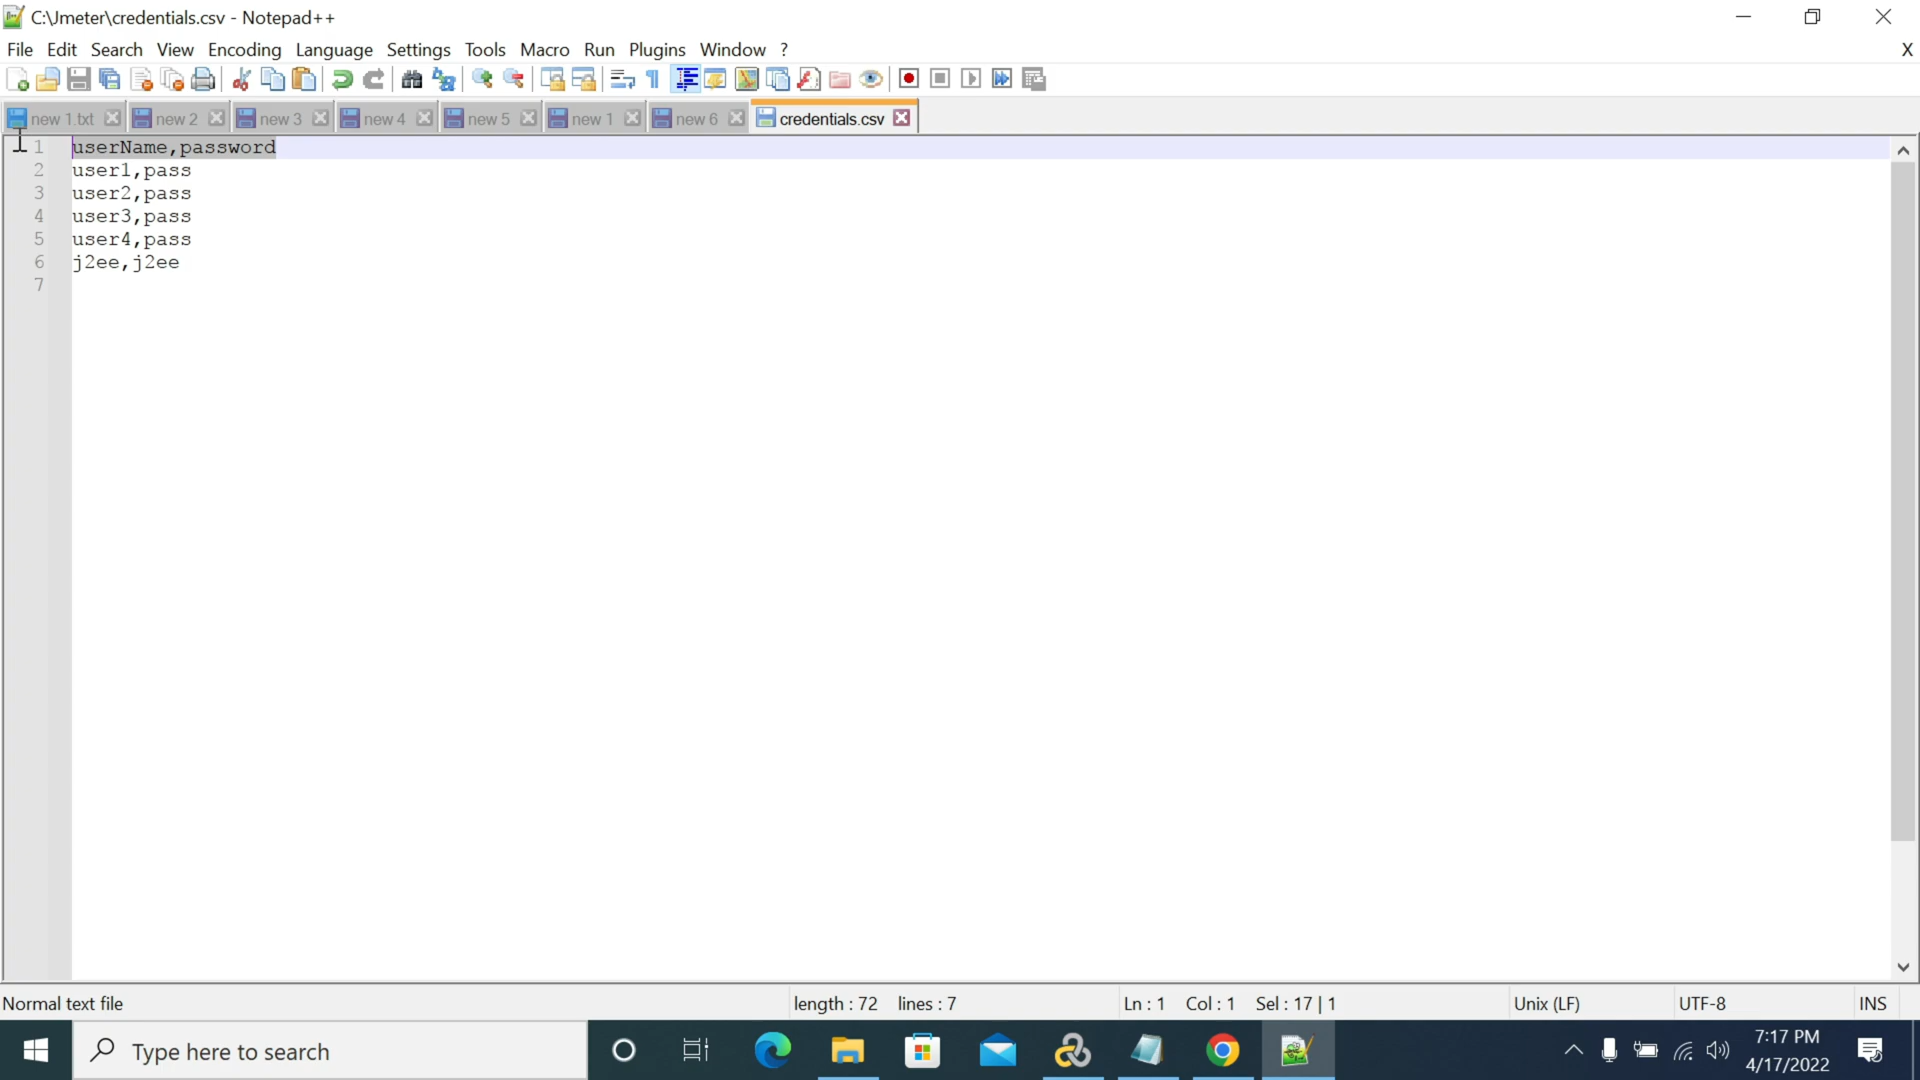 C:\Jmeter\credentials.csv - Notepad++
File Edit Search View Encoding Language Settings Tools Macro Run Plugins Window ? X
new 1.txt new 2 new 3 new 4 new 5 new 1 new 6 credentials.csv
1 userName,password
2 user1,pass
3 user2,pass
4 user3,pass
5 user4,pass
6 j2ee,j2ee
7
Normal text file length : 72 lines : 7 Ln : 1 Col : 1 Sel : 17 | 1 Unix (LF) UTF-8 INS
Type here to search
7:17 PM
4/17/2022